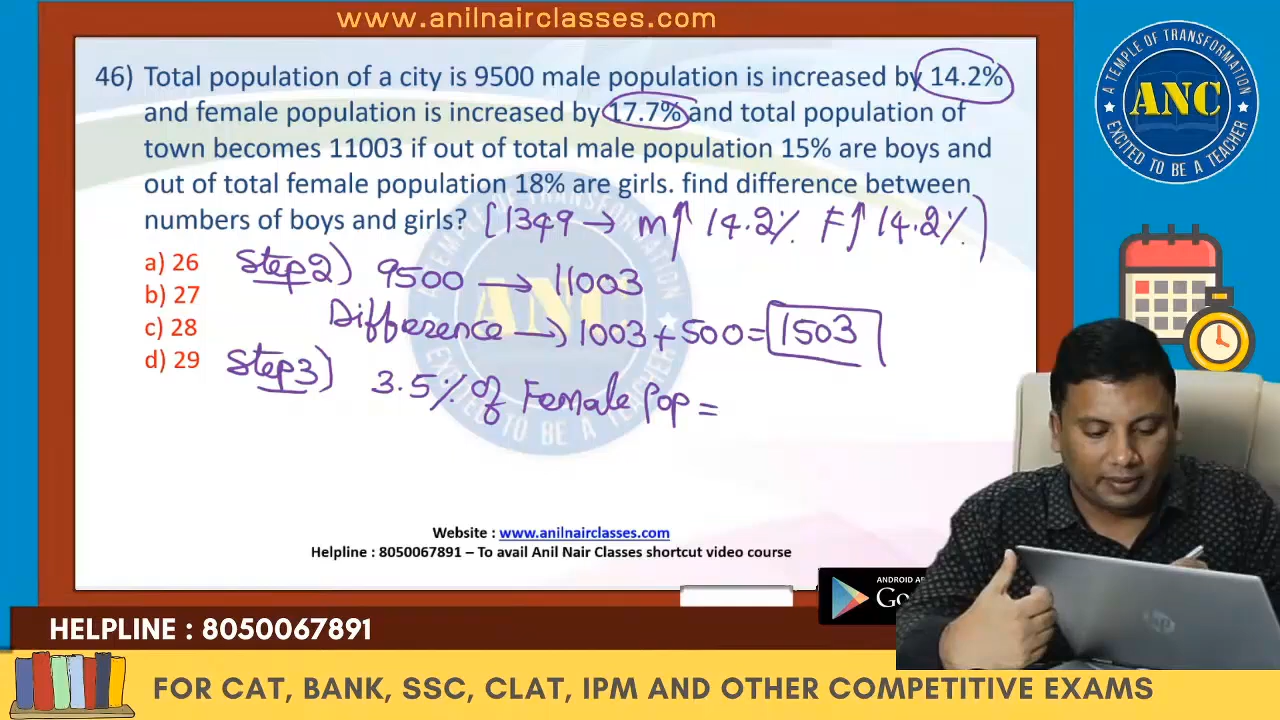 www.anilnairclasses.com
46) Total population of a city is 9500 male population is increased by 14.2%
and female population is increased by 17.7% and total population of
town becomes 11003 if out of total male population 15% are boys and
out of total female population 18% are girls. find difference between
numbers of boys and girls? [1349 → m↑ 14.2% F↑ 14.2%.)
a) 26
b) 27
c) 28
d) 29
Step2) 9500 → 11003
Difference → 1003 + 500 = 1503
Step3) 3.5% of Female Pop =
Website : www.anilnairclasses.com
Helpline : 8050067891 – To avail Anil Nair Classes shortcut video course
A TEMPLE OF TRANSFORMATION
ANC
EXCITED TO BE A TEACHER
ANDROID AP
Go
hp
HELPLINE : 8050067891
FOR CAT, BANK, SSC, CLAT, IPM AND OTHER COMPETITIVE EXAMS